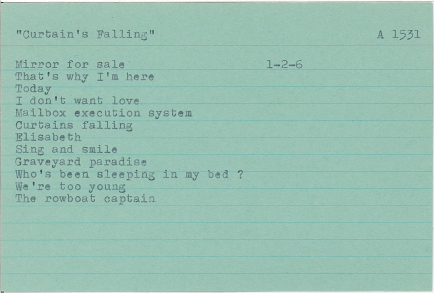 "Curtain's Falling" A 1531
Mirror for sale 1-2-6
That's why I'm here
Today
I don't want love
Mailbox execution system
Curtains falling
Elisabeth
Sing and smile
Graveyard paradise
Who's been sleeping in my bed ?
We're too young
The rowboat captain